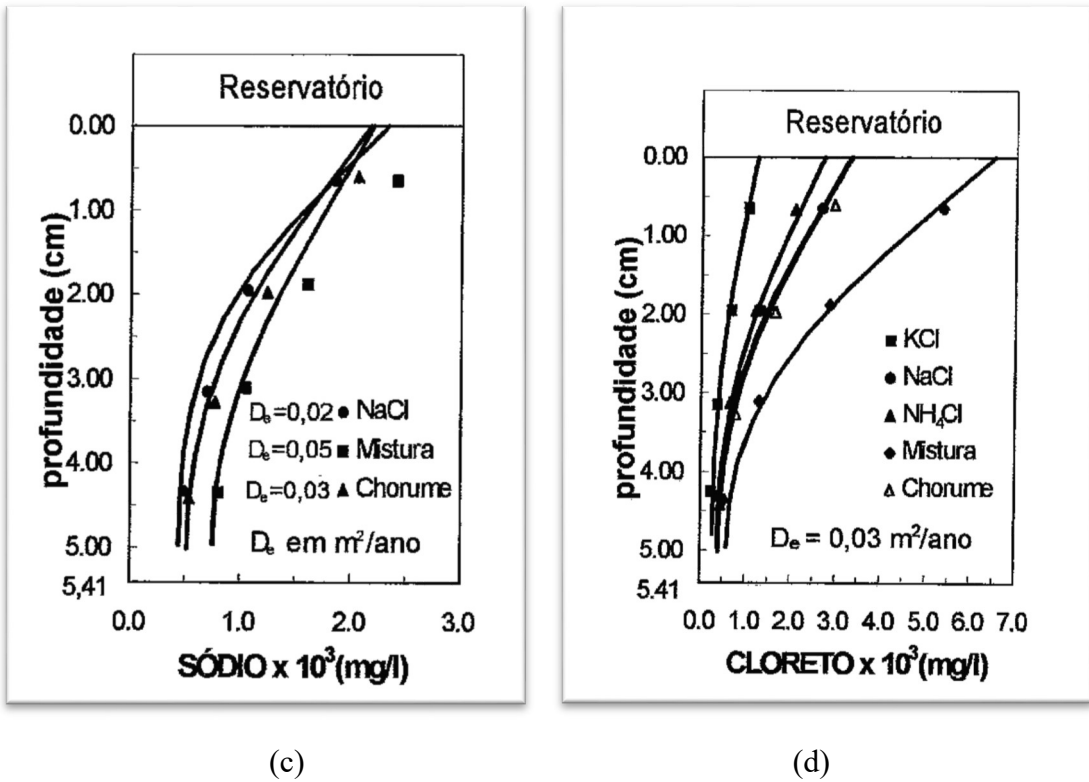 Reservatório
0.00
1.00
2.00
3.00
4.00
5.00
5,41
profundidade (cm)
Dₑ=0,02 ● NaCl
Dₑ=0,05 ■ Mistura
Dₑ=0,03 ▲ Chorume
Dₑ em m²/ano
0.0 1.0 2.0 3.0
SÓDIO x 10³(mg/l)
(c)
Reservatório
0.00
1.00
2.00
3.00
4.00
5.00
5.41
profundidade (cm)
■ KCl
● NaCl
▲ NH₄Cl
◆ Mistura
△ Chorume
Dₑ = 0,03 m²/ano
0.0 1.0 2.0 3.0 4.0 5.0 6.0 7.0
CLORETO x 10³(mg/l)
(d)